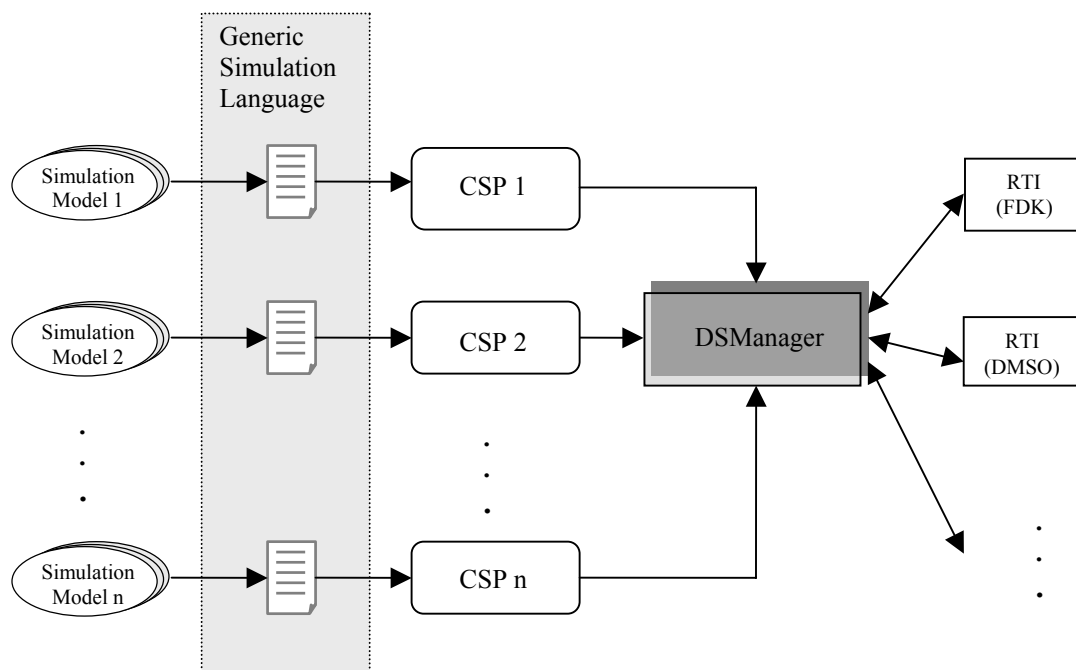 Generic
Simulation
Language
Simulation
Model 1
CSP 1
RTI
(FDK)
Simulation
Model 2
CSP 2
DSManager
RTI
(DMSO)
Simulation
Model n
CSP n